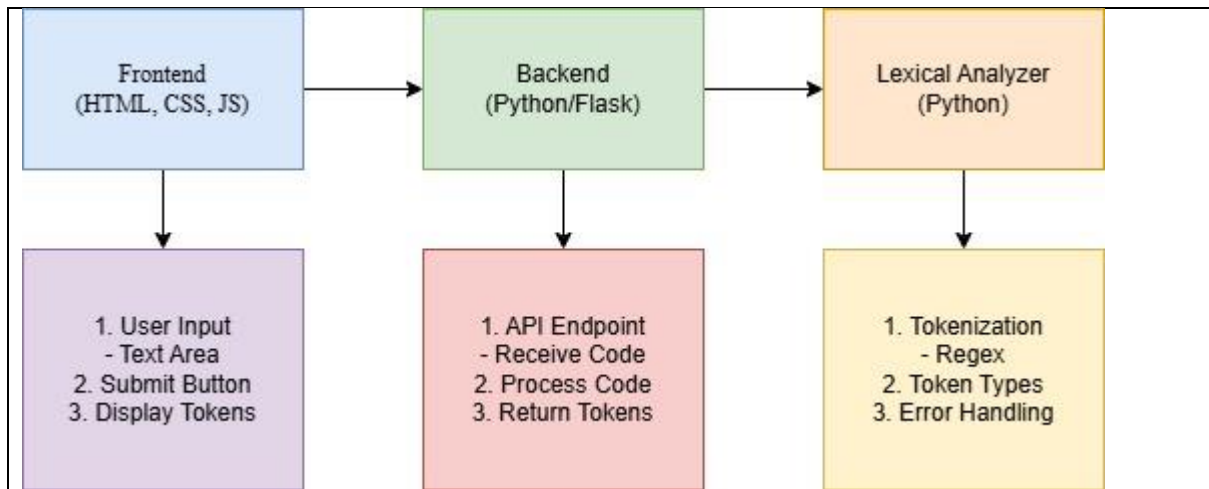 Frontend
(HTML, CSS, JS)
Backend
(Python/Flask)
Lexical Analyzer
(Python)
1. User Input
- Text Area
2. Submit Button
3. Display Tokens
1. API Endpoint
- Receive Code
2. Process Code
3. Return Tokens
1. Tokenization
- Regex
2. Token Types
3. Error Handling